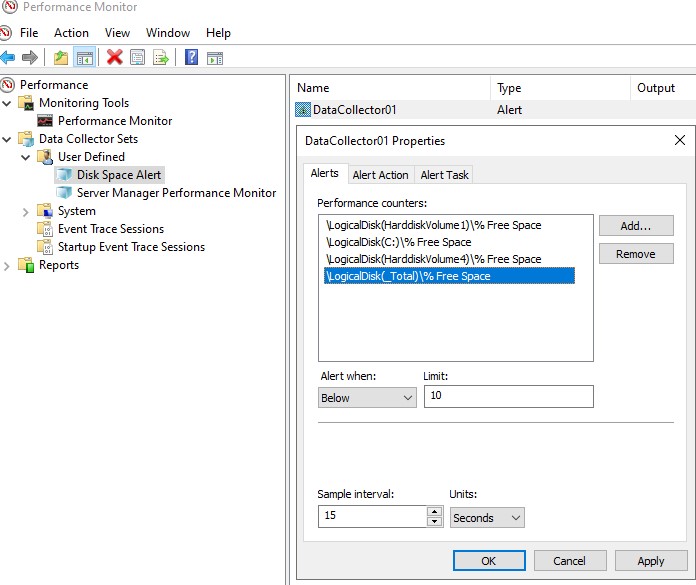 Performance Monitor
File Action View Window Help
Performance
Monitoring Tools
Performance Monitor
Data Collector Sets
User Defined
Disk Space Alert
Server Manager Performance Monitor
System
Event Trace Sessions
Startup Event Trace Sessions
Reports
Name Type Output
DataCollector01 Alert
DataCollector01 Properties
Alerts Alert Action Alert Task
Performance counters:
\LogicalDisk(HarddiskVolume1)\% Free Space
\LogicalDisk(C:)\% Free Space
\LogicalDisk(HarddiskVolume4)\% Free Space
\LogicalDisk(_Total)\% Free Space
Add...
Remove
Alert when: Limit:
Below 10
Sample interval: Units:
15 Seconds
OK Cancel Apply